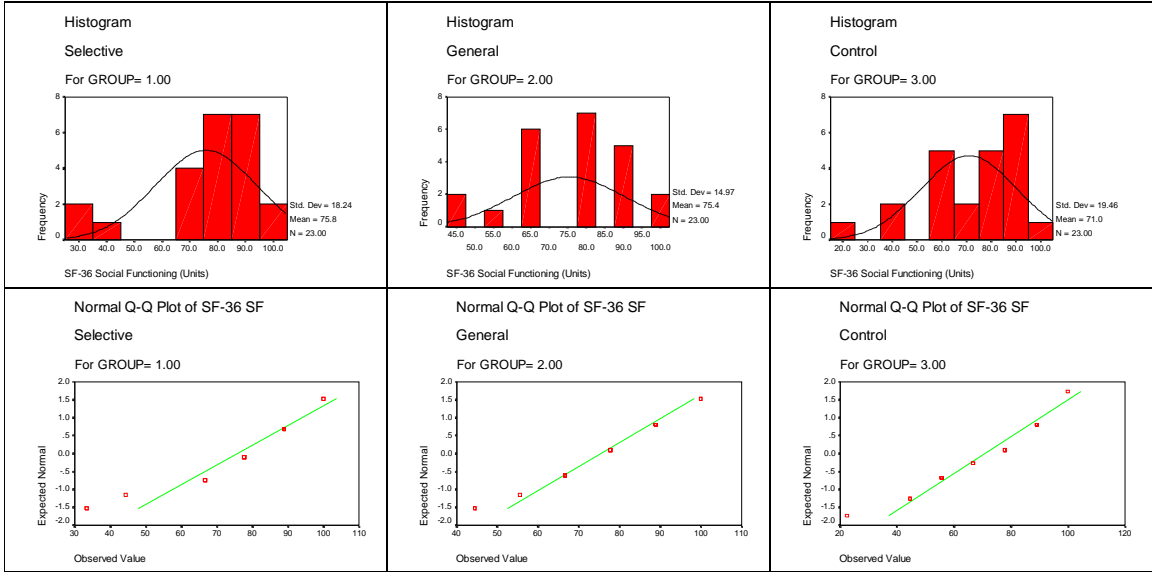 Histogram
Selective
For GROUP= 1.00
Frequency
8
6
4
2
0
30.0 40.0 50.0 60.0 70.0 80.0 90.0 100.0
Std. Dev = 18.24
Mean = 75.8
N = 23.00
SF-36 Social Functioning (Units)
Histogram
General
For GROUP= 2.00
Frequency
8
6
4
2
0
45.0 55.0 65.0 75.0 85.0 95.0
50.0 60.0 70.0 80.0 90.0 100.0
Std. Dev = 14.97
Mean = 75.4
N = 23.00
SF-36 Social Functioning (Units)
Histogram
Control
For GROUP= 3.00
Frequency
8
6
4
2
0
20.0 30.0 40.0 50.0 60.0 70.0 80.0 90.0 100.0
Std. Dev = 19.46
Mean = 71.0
N = 23.00
SF-36 Social Functioning (Units)
Normal Q-Q Plot of SF-36 SF
Selective
For GROUP= 1.00
Expected Normal
2.0
1.5
1.0
.5
0.0
-.5
-1.0
-1.5
-2.0
30 40 50 60 70 80 90 100 110
Observed Value
Normal Q-Q Plot of SF-36 SF
General
For GROUP= 2.00
Expected Normal
2.0
1.5
1.0
.5
0.0
-.5
-1.0
-1.5
-2.0
40 50 60 70 80 90 100 110
Observed Value
Normal Q-Q Plot of SF-36 SF
Control
For GROUP= 3.00
Expected Normal
2.0
1.5
1.0
.5
0.0
-.5
-1.0
-1.5
-2.0
20 40 60 80 100 120
Observed Value